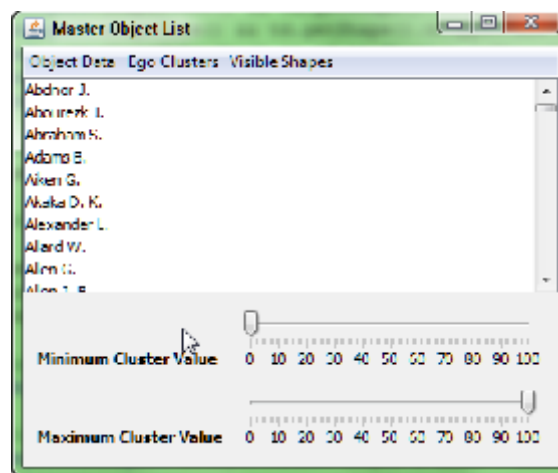 Master Object List
Object Data Ego Clusters Visible Shapes
Abdnor J.
Abourezk J.
Abraham S.
Adams B.
Aiken G.
Akaka D. K.
Alexander L.
Allard W.
Allen G.
Allen J. B.
Minimum Cluster Value 0 10 20 30 40 50 60 70 80 90 100
Maximum Cluster Value 0 10 20 30 40 50 60 70 80 90 100